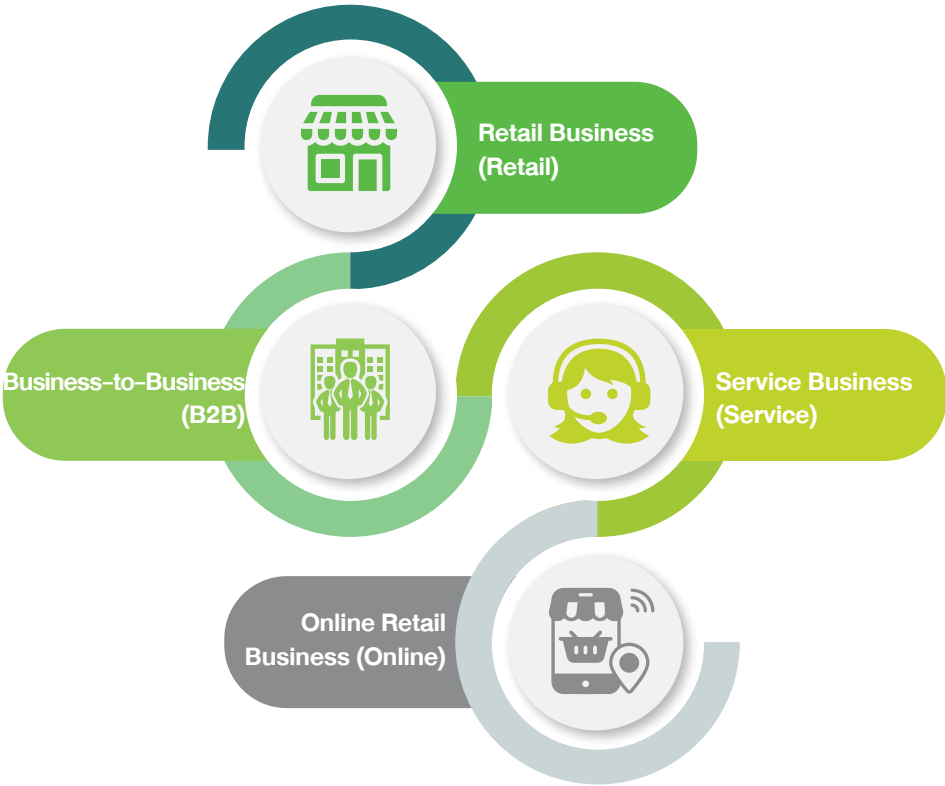 Retail Business
(Retail)
Business-to-Business
(B2B)
Service Business
(Service)
Online Retail
Business (Online)